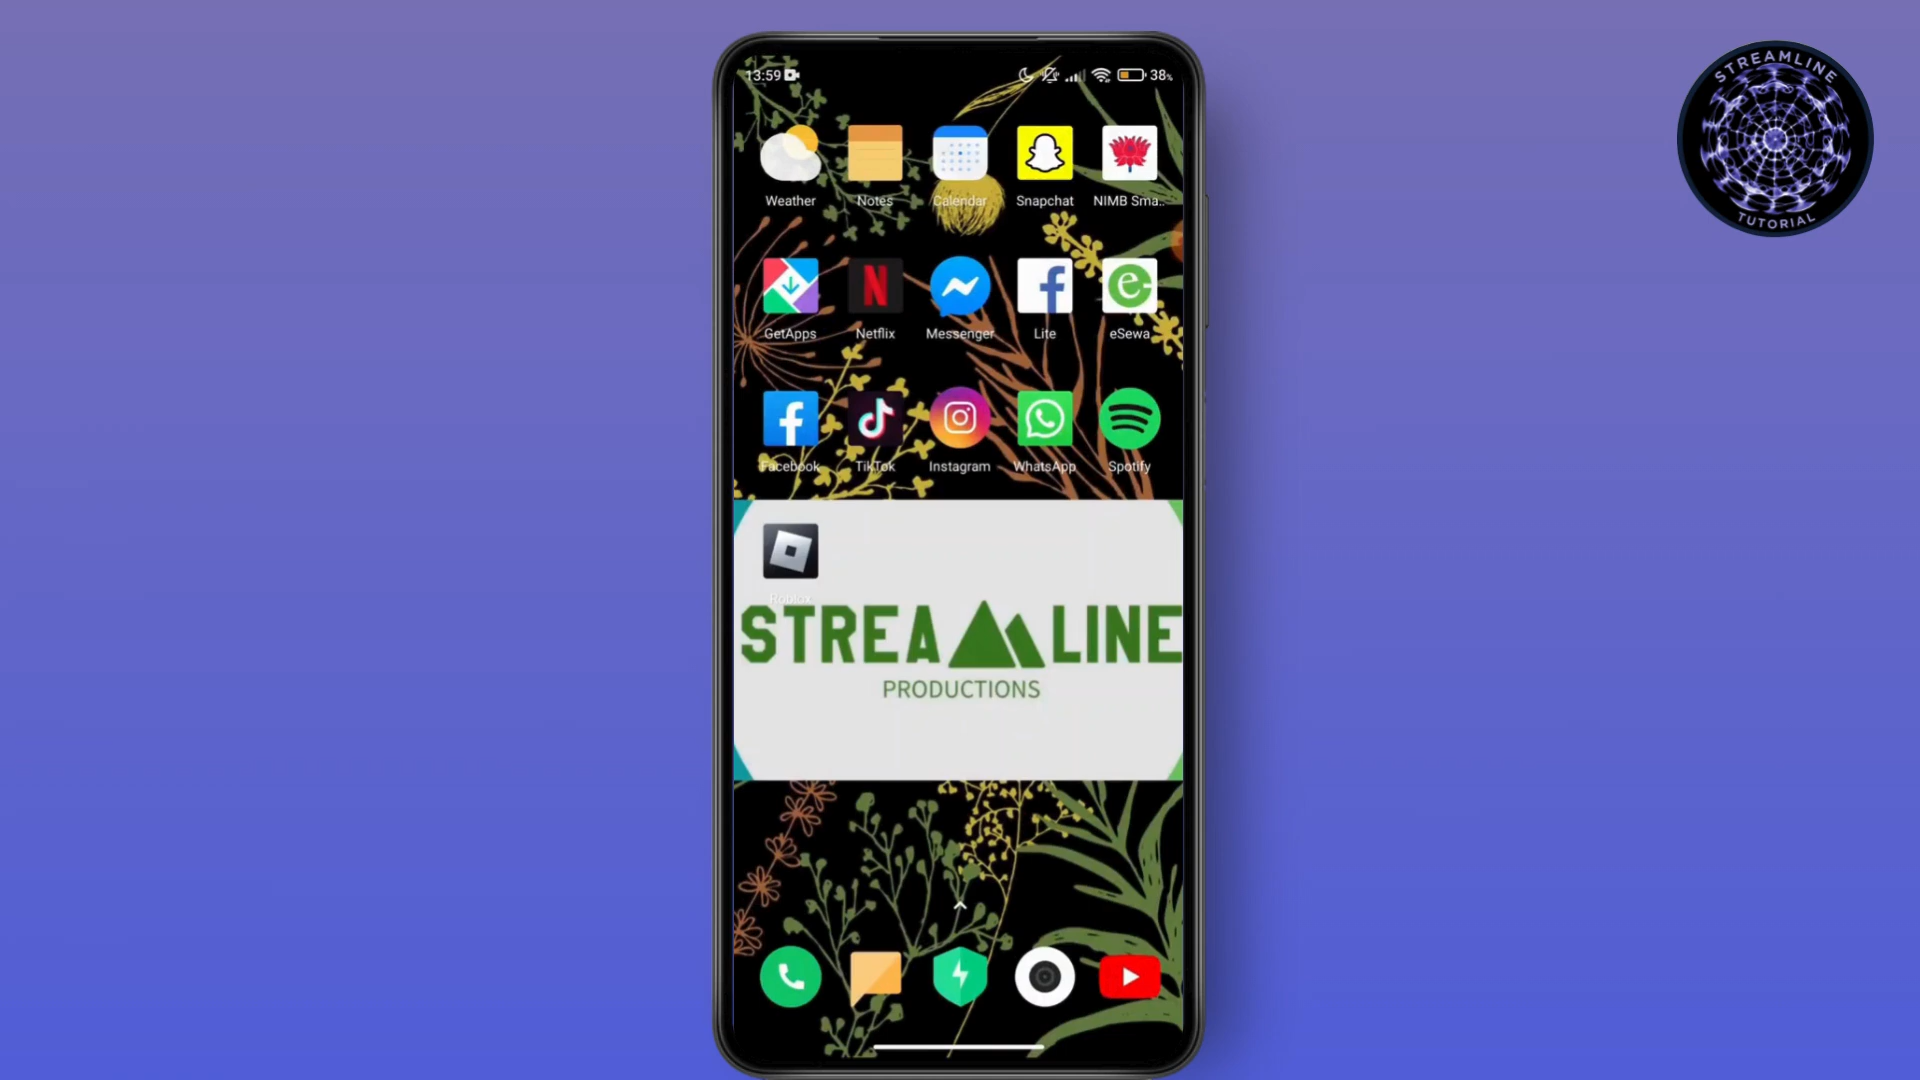 STREAMLINE
TUTORIAL
13:59
38%
Weather Notes Calendar Snapchat NIMB Sma..
GetApps Netflix Messenger Lite eSewa
Facebook TikTok Instagram WhatsApp Spotify
Roblox
STREAMLINE
PRODUCTIONS